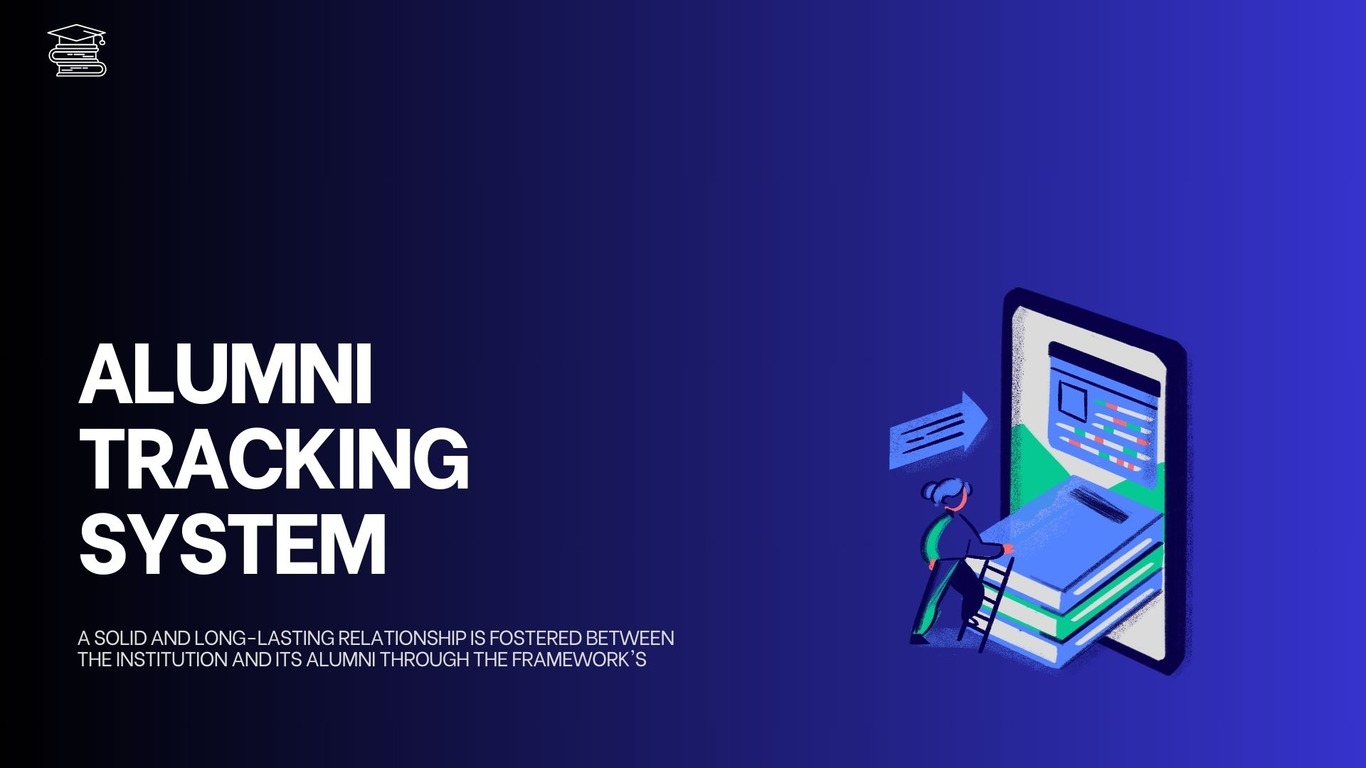 ALUMNI
TRACKING
SYSTEM
A SOLID AND LONG-LASTING RELATIONSHIP IS FOSTERED BETWEEN
THE INSTITUTION AND ITS ALUMNI THROUGH THE FRAMEWORK’S